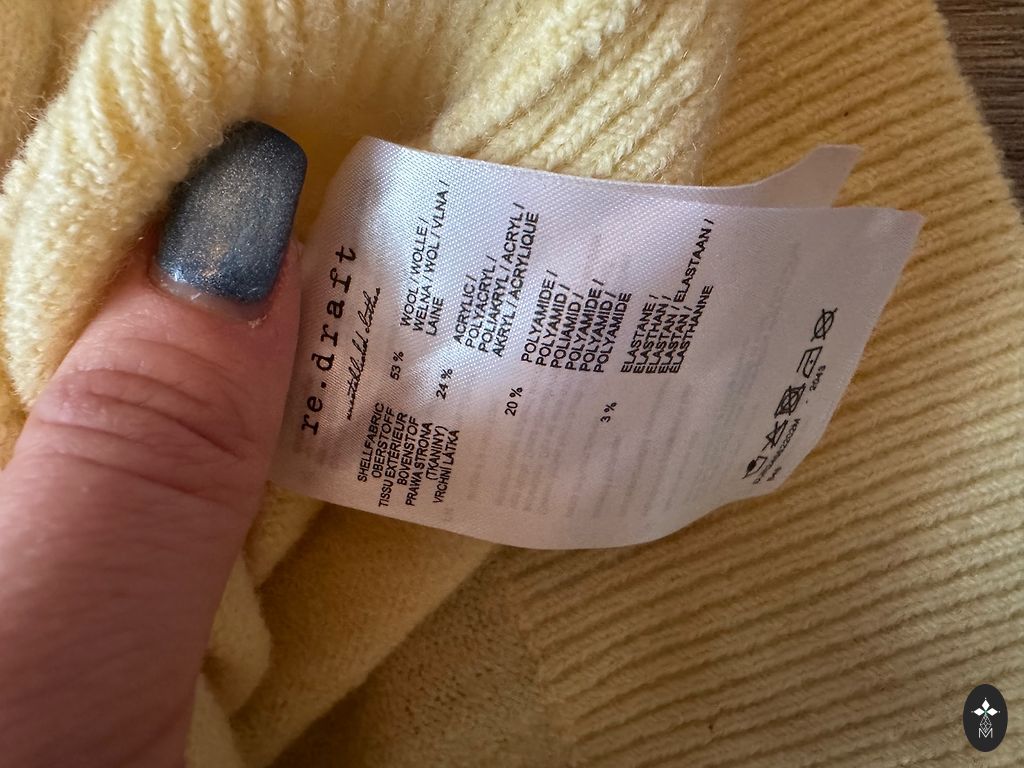 re.draft
SHELLFABRIC
OBERSTOFF
TISSU EXTERIEUR
BOVENSTOF
PRAWA STRONA
(TKANINY)
VRCHNÍ LÁTKA
53 %
WOOL / WOLLE /
WEŁNA / WOL / VLNA /
LAINE
24 %
ACRYLIC /
POLYACRYL /
POLIAKRYL / ACRYL /
AKRYL / ACRYLIQUE
20 %
POLYAMIDE /
POLYAMID /
POLIAMID /
POLYAMIDE /
POLYAMID /
POLYAMIDE
3 %
ELASTANE /
ELASTHAN /
ELASTAN /
ELASTAN / ELASTAAN /
ELASTHANNE
M